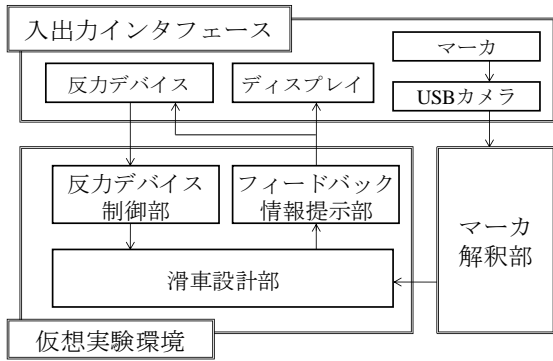 入出力インタフェース
マーカ
反力デバイス
ディスプレイ
USBカメラ
反力デバイス
制御部
フィードバック
情報提示部
マーカ
解釈部
滑車設計部
仮想実験環境